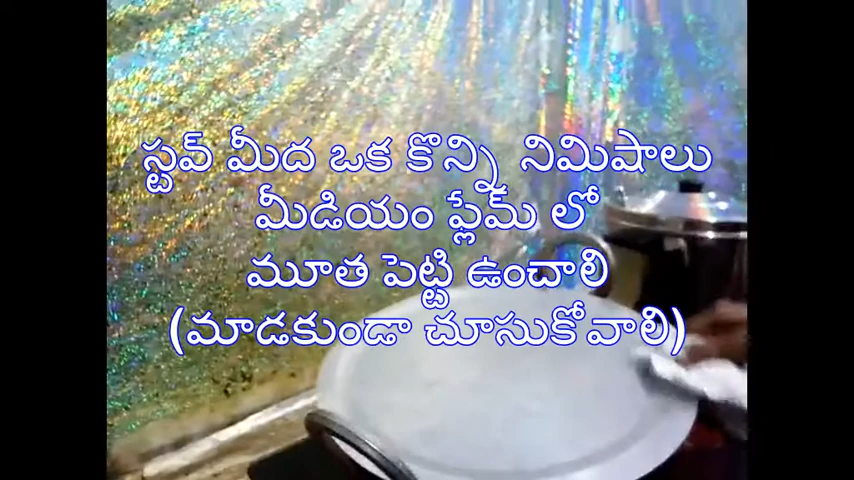 స్టవ్ మీద ఒక కొన్ని నిమిషాలు
మీడియం ఫ్లేమ్ లో
మూత పెట్టి ఉంచాలి
(మాడకుండా చూసుకోవాలి)